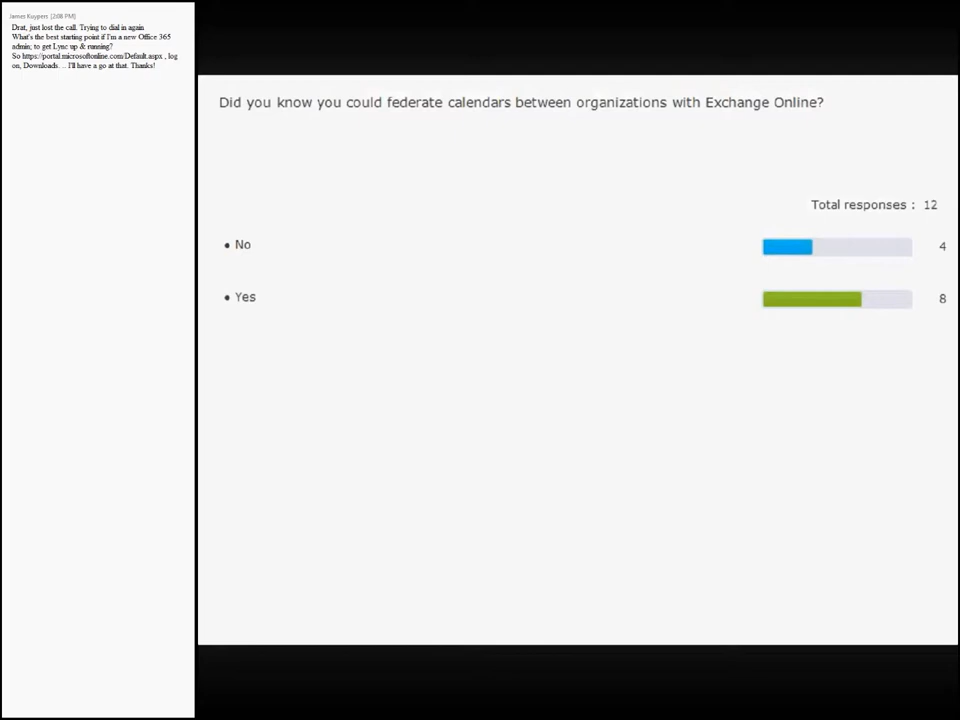 James Kuypers [2:08 PM]
Drat, just lost the call. Trying to dial in again
What's the best starting point if I'm a new Office 365
admin; to get Lync up & running?
So https://portal.microsoftonline.com/Default.aspx , log
on, Downloads. .. I'll have a go at that. Thanks!
Did you know you could federate calendars between organizations with Exchange Online?
Total responses : 12
• No 4
• Yes 8